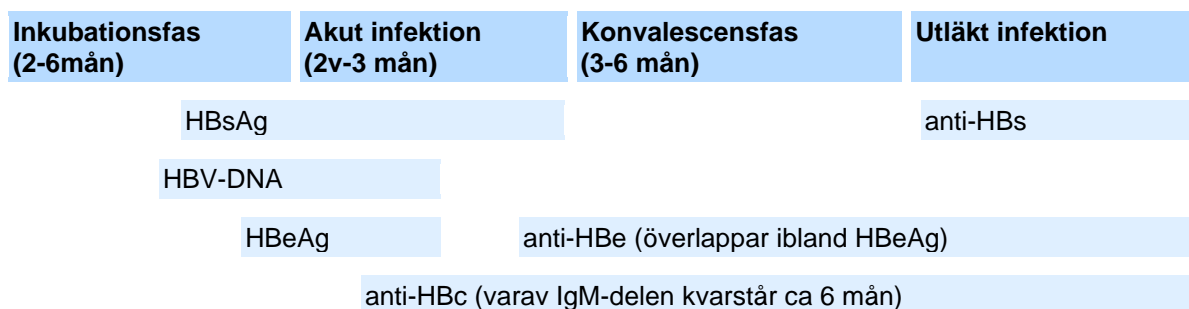 Inkubationsfas
(2-6mån)
Akut infektion
(2v-3 mån)
Konvalescensfas
(3-6 mån)
Utläkt infektion
HBsAg
anti-HBs
HBV-DNA
HBeAg
anti-HBe (överlappar ibland HBeAg)
anti-HBc (varav IgM-delen kvarstår ca 6 mån)